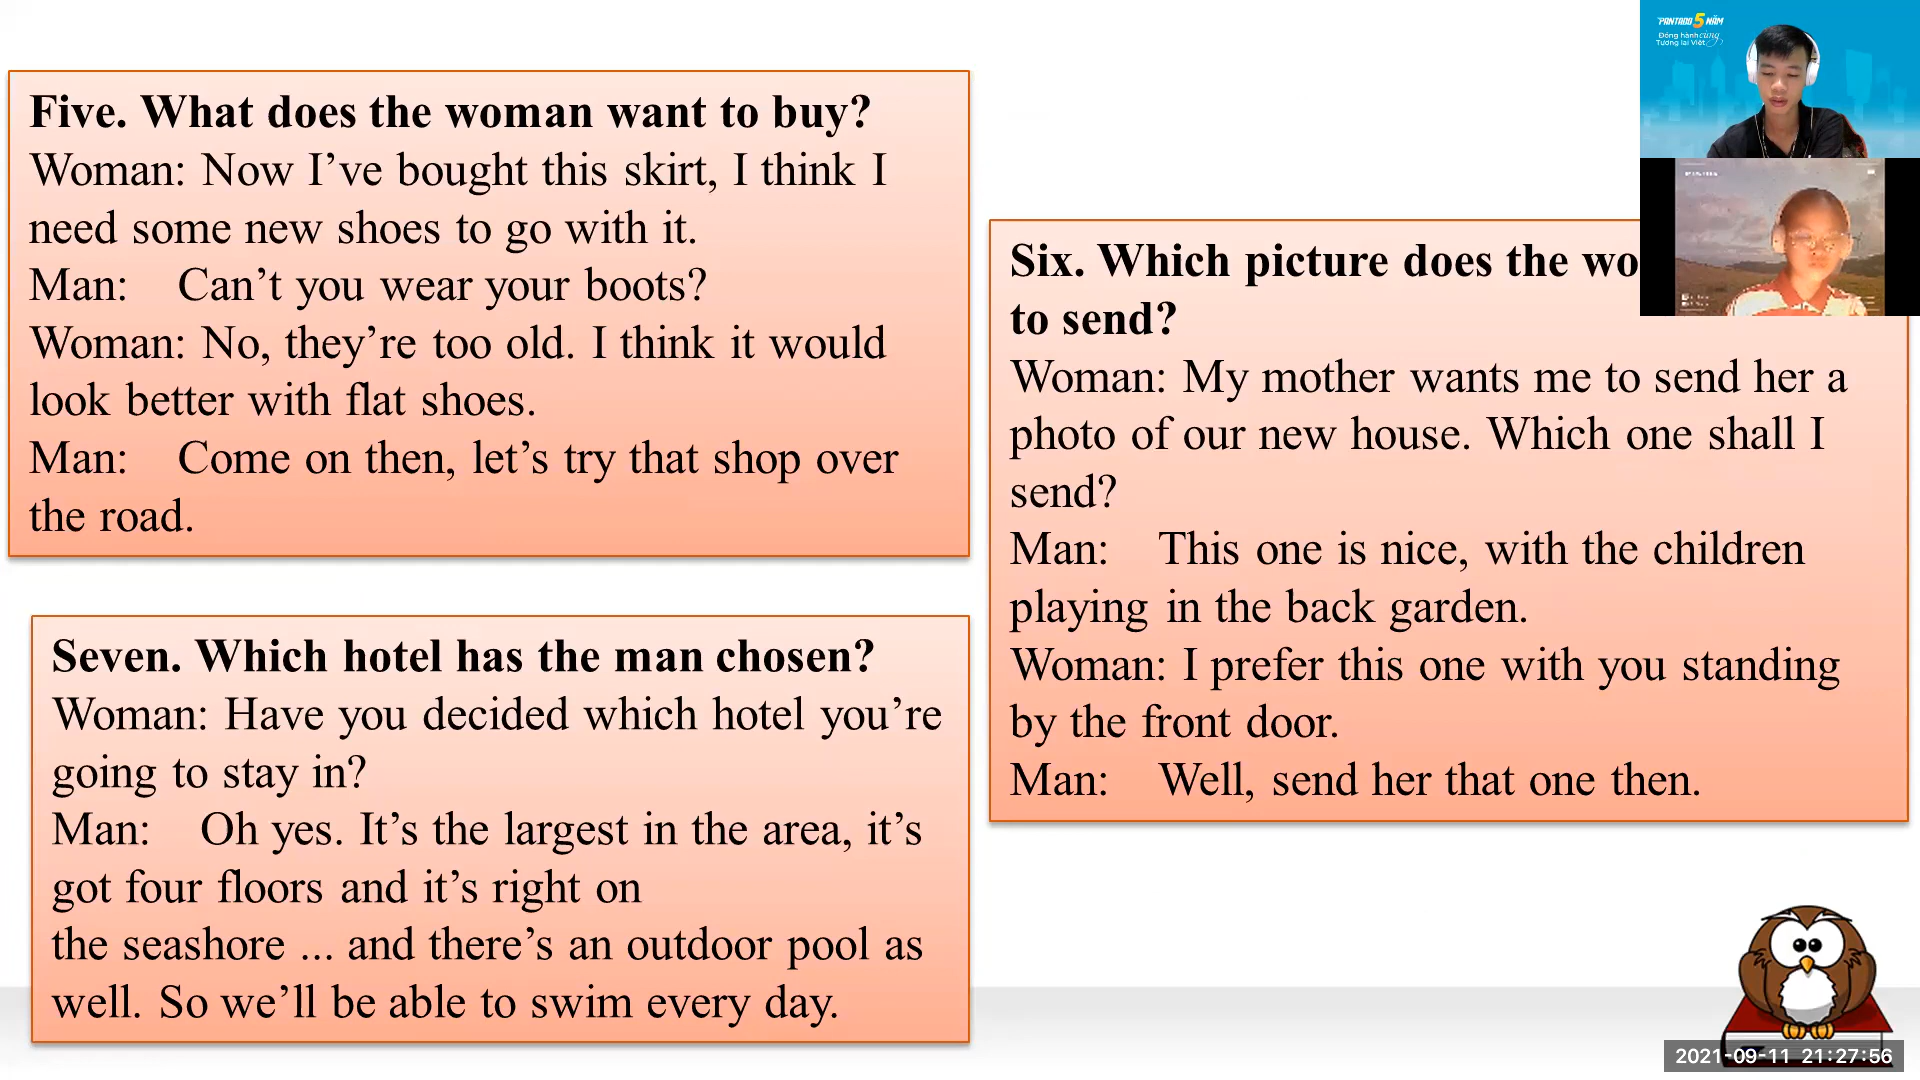 Five. What does the woman want to buy?
Woman: Now I’ve bought this skirt, I think I
need some new shoes to go with it.
Man: Can’t you wear your boots?
Woman: No, they’re too old. I think it would
look better with flat shoes.
Man: Come on then, let’s try that shop over
the road.
Seven. Which hotel has the man chosen?
Woman: Have you decided which hotel you’re
going to stay in?
Man: Oh yes. It’s the largest in the area, it’s
got four floors and it’s right on
the seashore ... and there’s an outdoor pool as
well. So we’ll be able to swim every day.
Six. Which picture does the wo
to send?
Woman: My mother wants me to send her a
photo of our new house. Which one shall I
send?
Man: This one is nice, with the children
playing in the back garden.
Woman: I prefer this one with you standing
by the front door.
Man: Well, send her that one then.
PANTADO 5 NĂM
Đồng hành cùng
Tương lai Việt
2021-09-11 21:27:56